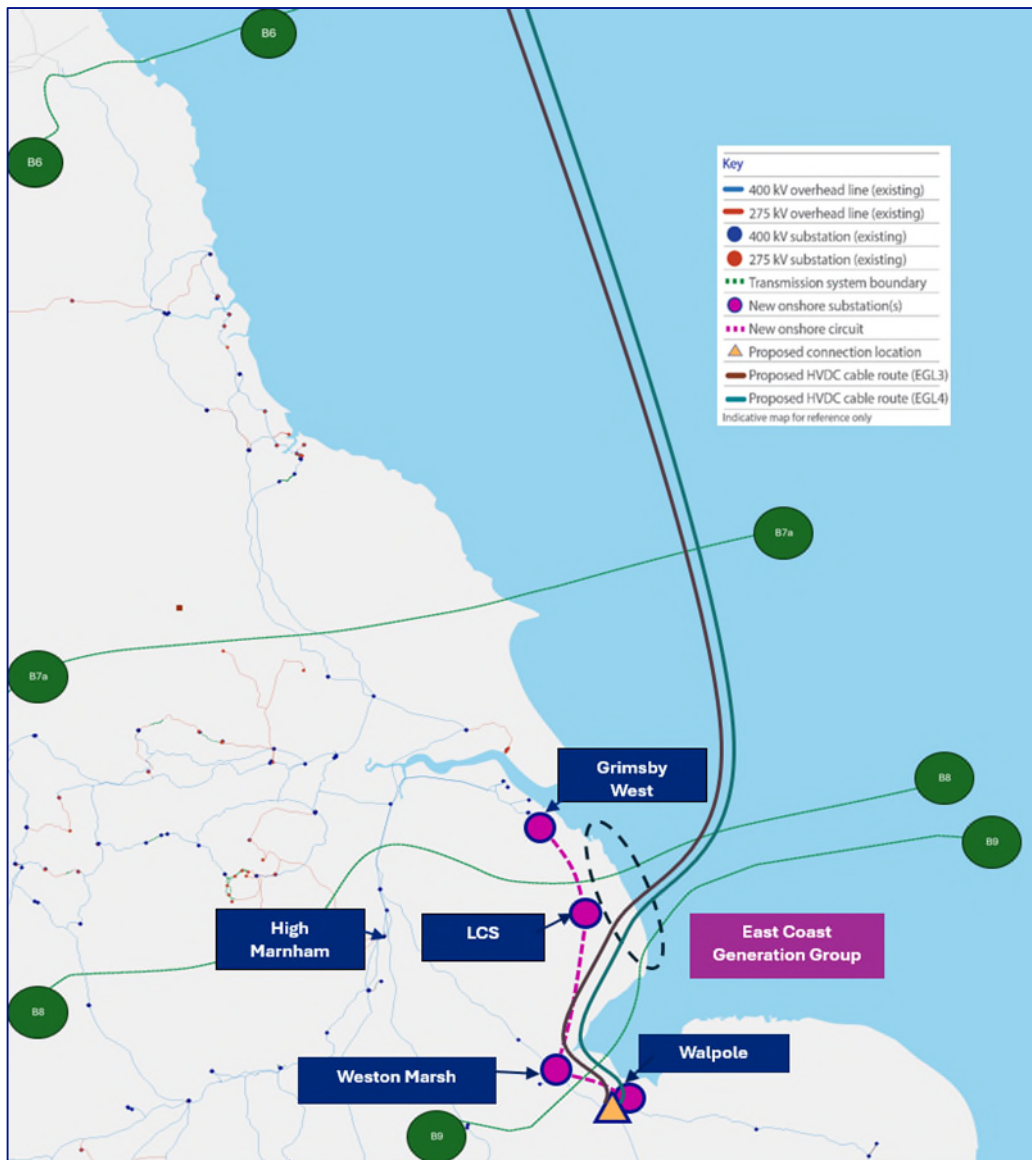 B6
B6
Key
400 kV overhead line (existing)
275 kV overhead line (existing)
400 kV substation (existing)
275 kV substation (existing)
Transmission system boundary
New onshore substation(s)
New onshore circuit
Proposed connection location
Proposed HVDC cable route (EGL3)
Proposed HVDC cable route (EGL4)
Indicative map for reference only
B7a
B7a
Grimsby
West
B8
B9
High
Marnham
LCS
East Coast
Generation Group
B8
Weston Marsh
Walpole
B9